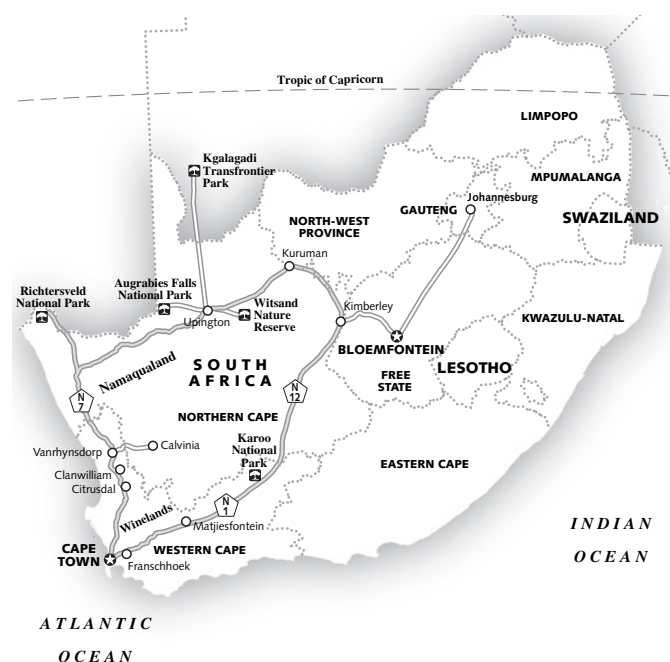 Tropic of Capricorn
LIMPOPO
Kgalagadi
Transfrontier
Park
MPUMALANGA
Johannesburg
GAUTENG
SWAZILAND
NORTH-WEST
PROVINCE
Kuruman
Augrabies Falls
National Park
Richtersveld
National Park
Witsand
Nature
Reserve
Kimberley
Upington
KWAZULU-NATAL
BLOEMFONTEIN
Namaqualand
SOUTH
AFRICA
LESOTHO
FREE
STATE
N
7
N
12
NORTHERN CAPE
Karoo
National
Park
Vanrhynsdorp
Calvinia
EASTERN CAPE
Clanwilliam
Citrusdal
N
1
Winelands
Matjiesfontein
INDIAN
OCEAN
CAPE
TOWN
WESTERN CAPE
Franschhoek
ATLANTIC
OCEAN